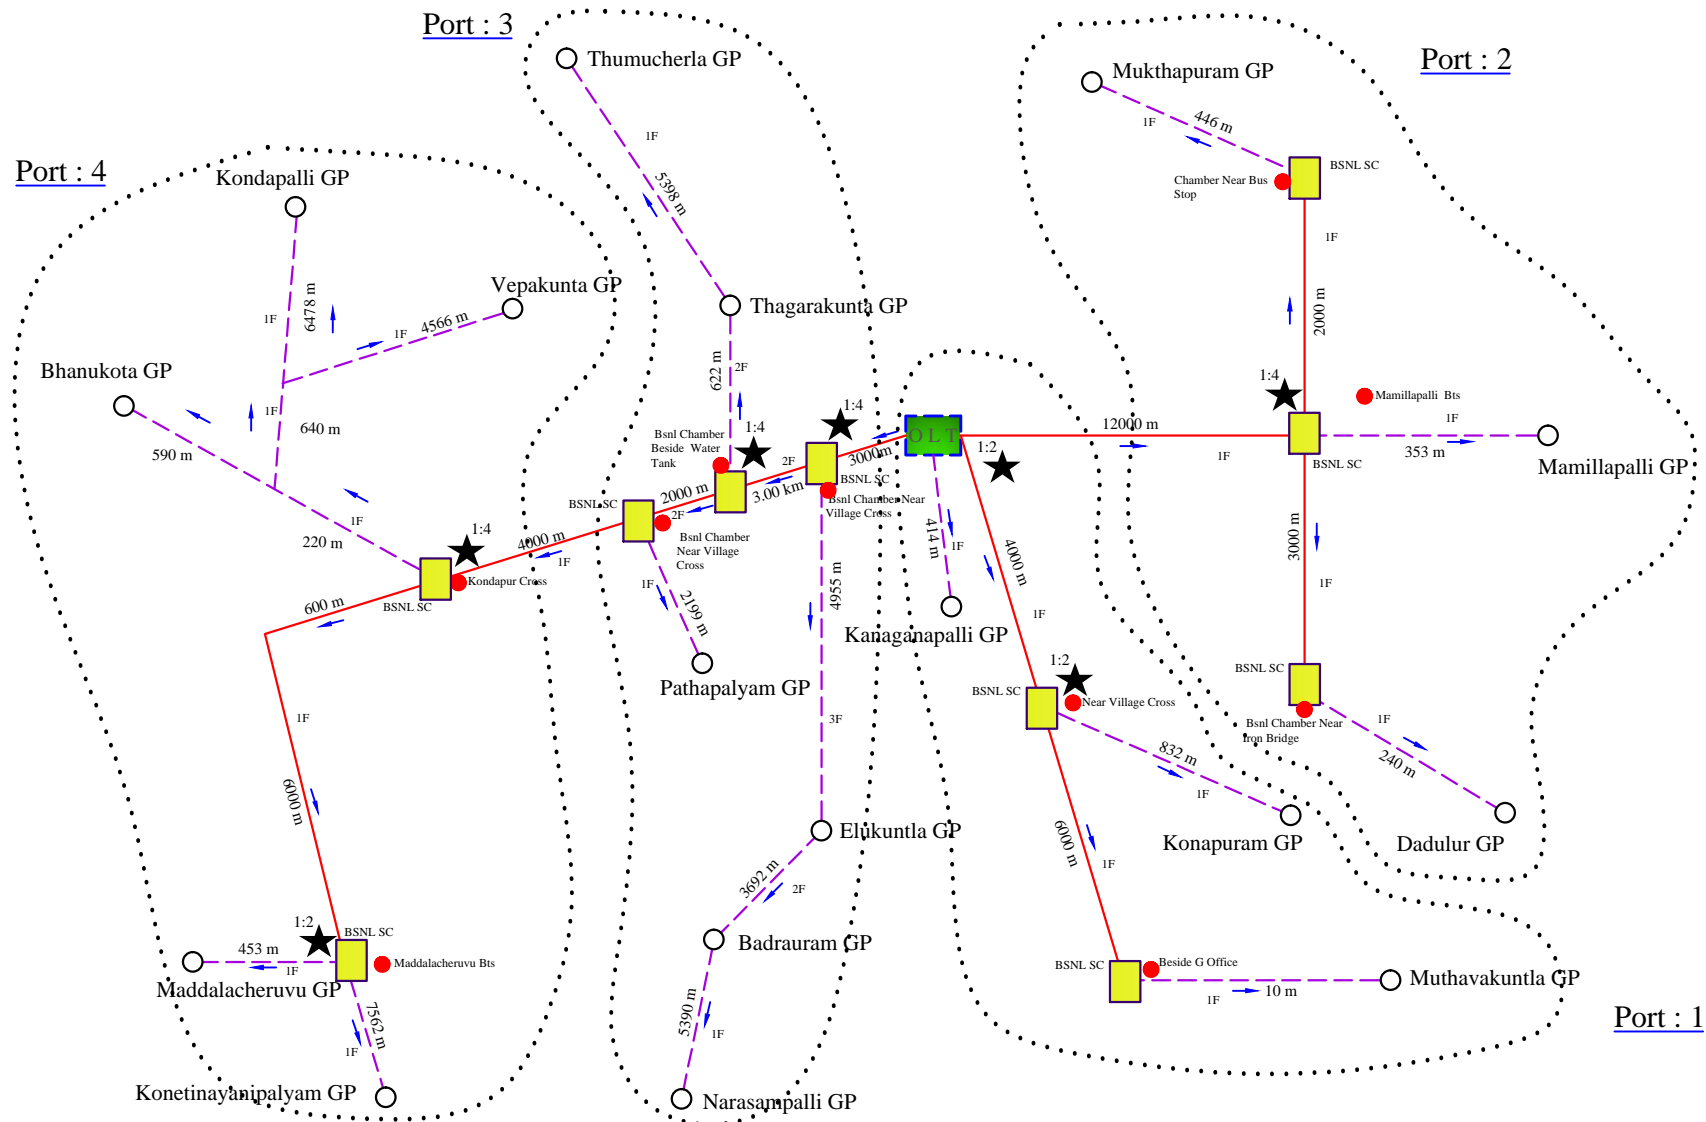 Port : 3
Thumucherla GP
Port : 2
Mukthapuram GP
446 m
1F
BSNL SC
Chamber Near Bus
Stop
1F
2000 m
Port : 4
Kondapalli GP
1F
5398 m
Vepakunta GP
6478 m
1F
1F
4566 m
Thagarakunta GP
622 m
2F
Bhanukota GP
590 m
1F
640 m
1F
220 m
1:4
Mamillapalli Bts
1F
353 m
Mamillapalli GP
BSNL SC
12000 m
1F
O L T
1:2
1:4
3000m
BSNL SC
Bsnl Chamber Near
Village Cross
1:4
Bsnl Chamber
Beside Water
Tank
2F
3.00 km
2000 m
2F
BSNL SC
Bsnl Chamber
Near Village
Cross
4000 m
1F
1:4
Kondapur Cross
BSNL SC
600 m
1F
2199 m
Pathapalyam GP
4955 m
3F
414 m
1F
Kanaganapalli GP
4000 m
1F
3000 m
1F
BSNL SC
Bsnl Chamber Near
Iron Bridge
1F
240 m
Dadulur GP
1:2
BSNL SC
Near Village Cross
832 m
1F
Konapuram GP
6000 m
1F
1F
6000 m
Elukuntla GP
3692 m
2F
Badrauram GP
5390 m
1F
Narasampalli GP
1:2
BSNL SC
Maddalacheruvu Bts
453 m
1F
Maddalacheruvu GP
7562 m
1F
Konetinayanipalyam GP
BSNL SC
Beside G Office
1F
10 m
Muthavakuntla GP
Port : 1